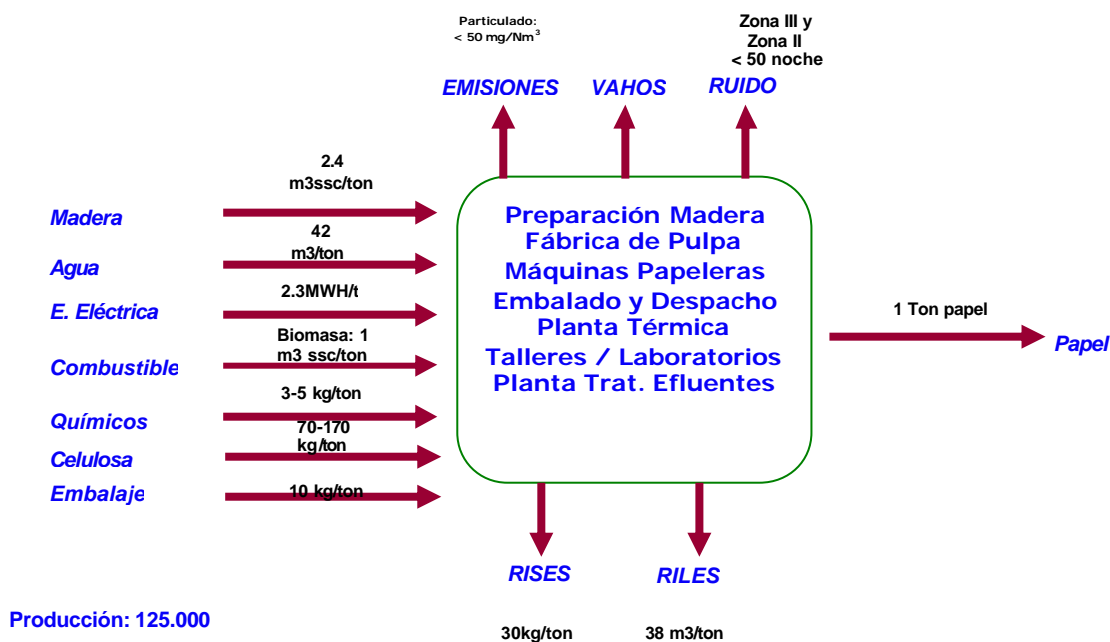 Particulado:
< 50 mg/Nm³
Zona III y
Zona II
< 50 noche
EMISIONES
VAHOS
RUIDO
2.4
m3ssc/ton
Madera
42
m3/ton
Agua
2.3MWH/t
E. Eléctrica
Biomasa: 1
m3 ssc/ton
Combustible
3-5 kg/ton
Químicos
70-170
kg/ton
Celulosa
10 kg/ton
Embalaje
Preparación Madera
Fábrica de Pulpa
Máquinas Papeleras
Embalado y Despacho
Planta Térmica
Talleres / Laboratorios
Planta Trat. Efluentes
1 Ton papel
Papel
RISES
RILES
30kg/ton
38 m3/ton
Producción: 125.000